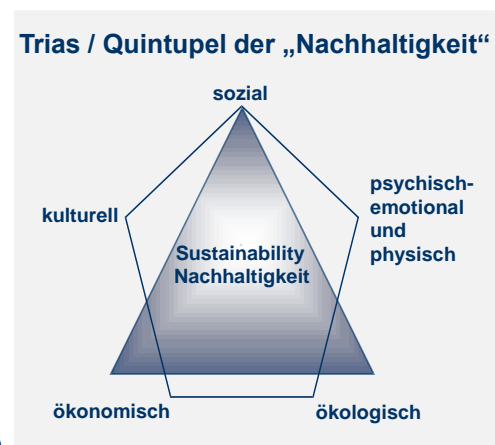 Trias / Quintupel der „Nachhaltigkeit“
sozial
kulturell
psychisch-
emotional
und
physisch
Sustainability
Nachhaltigkeit
ökonomisch
ökologisch